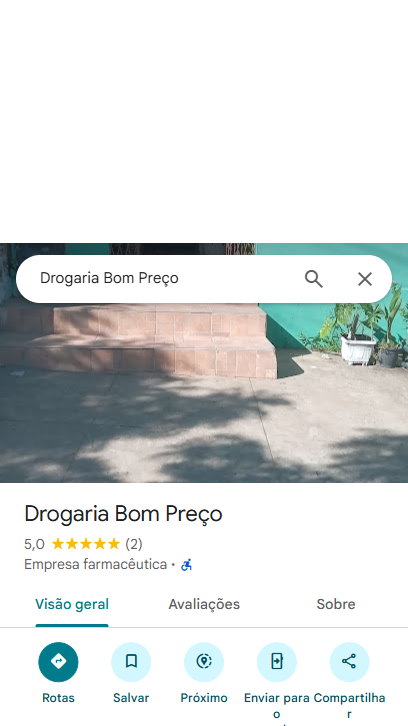 Drogaria Bom Preço
Drogaria Bom Preço
5,0 (2)
Empresa farmacêutica ·
Visão geral Avaliações Sobre
Rotas Salvar Próximo Enviar para o Compartilhar